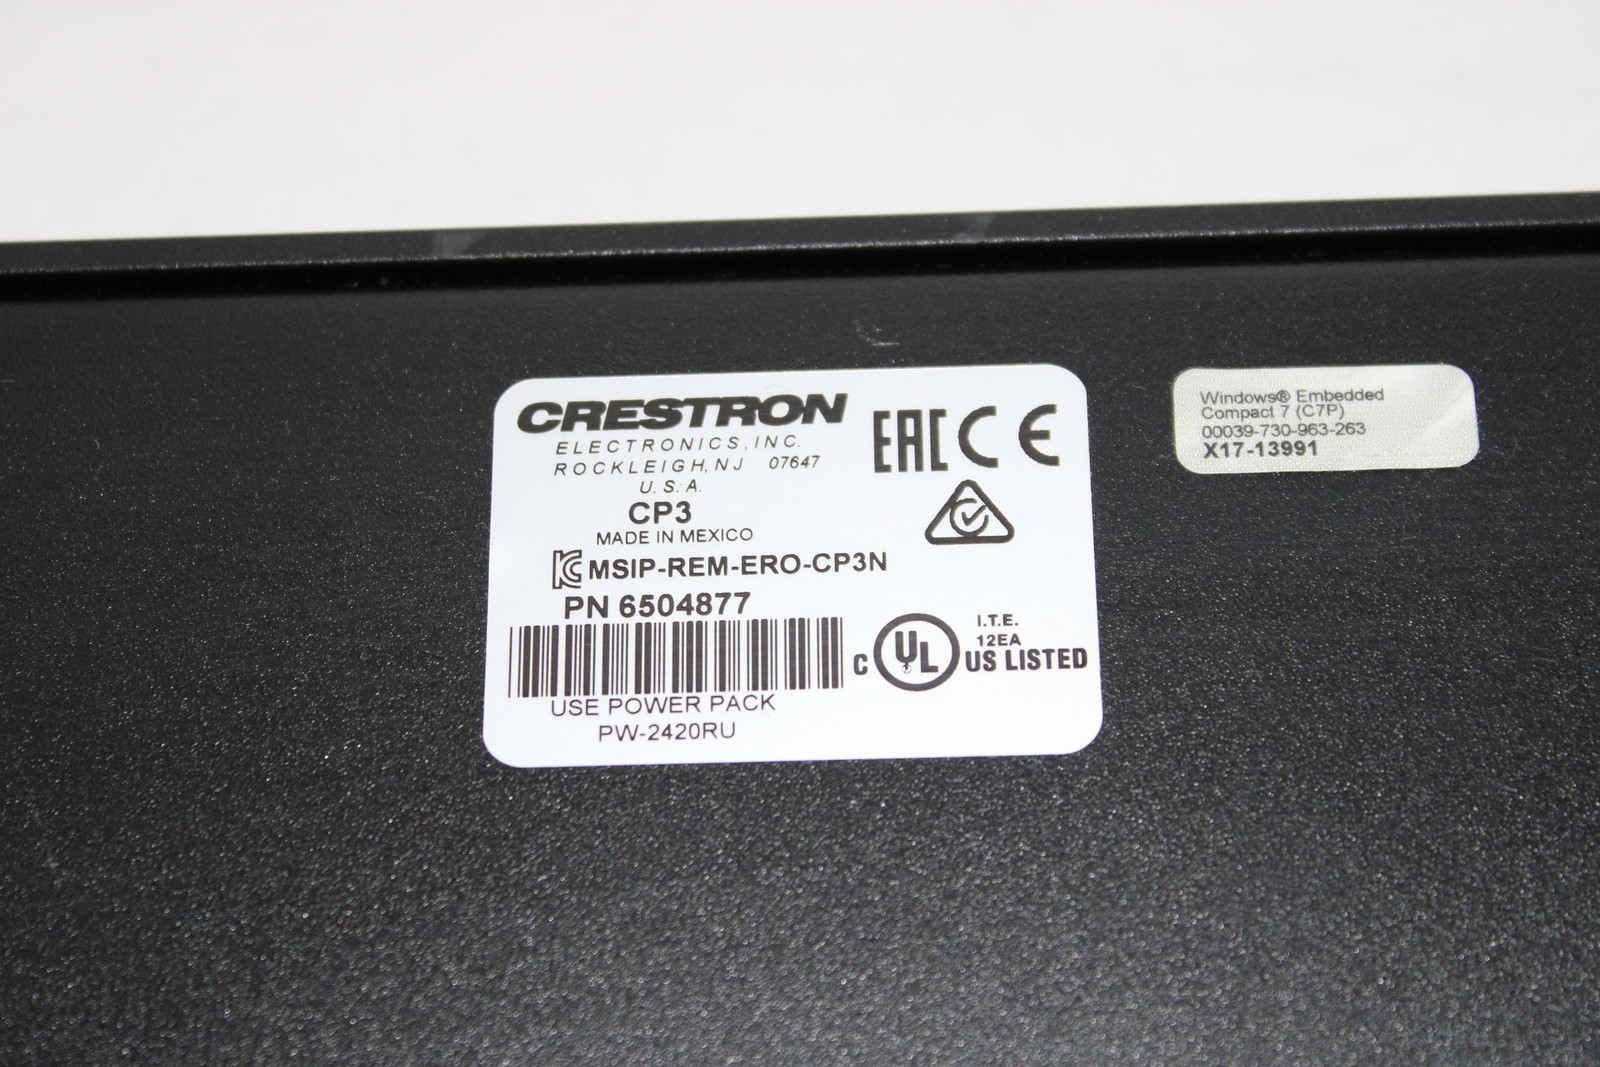 CRESTRON
ELECTRONICS, INC.
ROCKLEIGH, NJ 07647
U.S.A.
CP3
MADE IN MEXICO
MSIP-REM-ERO-CP3N
PN 6504877
USE POWER PACK
PW-2420RU
EAC CE
I.T.E.
12EA
C UL US LISTED
Windows® Embedded
Compact 7 (C7P)
00039-730-963-263
X17-13991